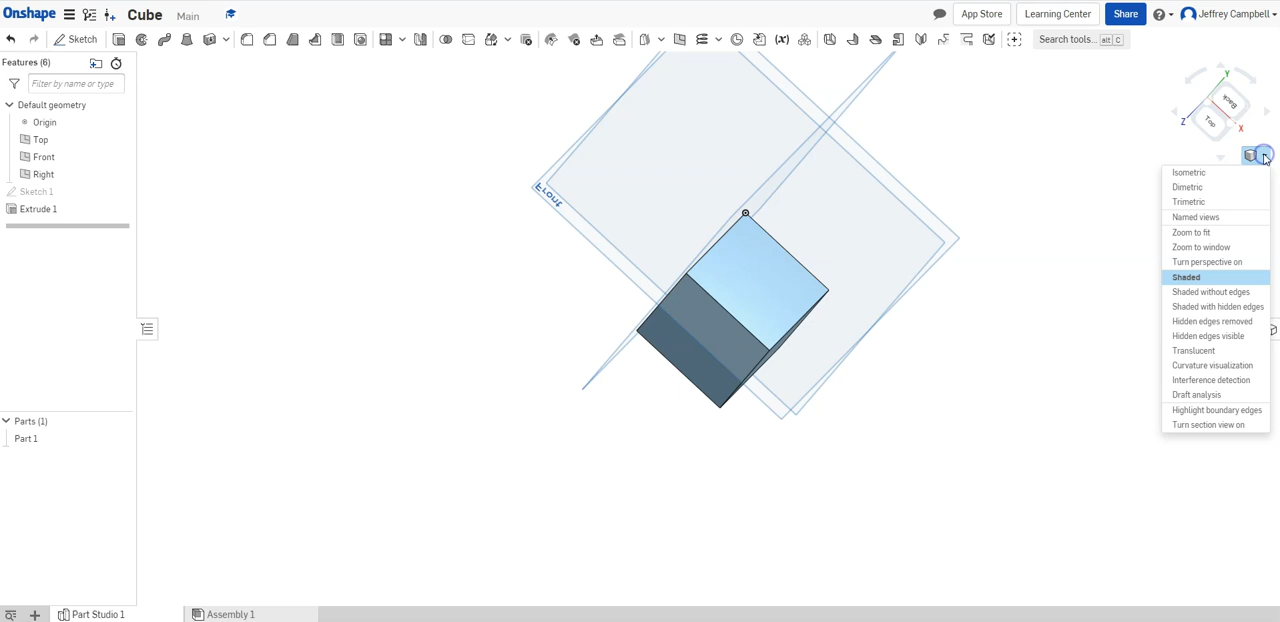 Onshape Cube Main App Store Learning Center Share Jeffrey Campbell
Sketch Search tools... alt C
Features (6)
Filter by name or type
Default geometry
Origin
Top
Front
Right
Sketch 1
Extrude 1
Parts (1)
Part 1
Front
Y
Back
Z
Top
X
Isometric
Dimetric
Trimetric
Named views
Zoom to fit
Zoom to window
Turn perspective on
Shaded
Shaded without edges
Shaded with hidden edges
Hidden edges removed
Hidden edges visible
Translucent
Curvature visualization
Interference detection
Draft analysis
Highlight boundary edges
Turn section view on
Part Studio 1 Assembly 1